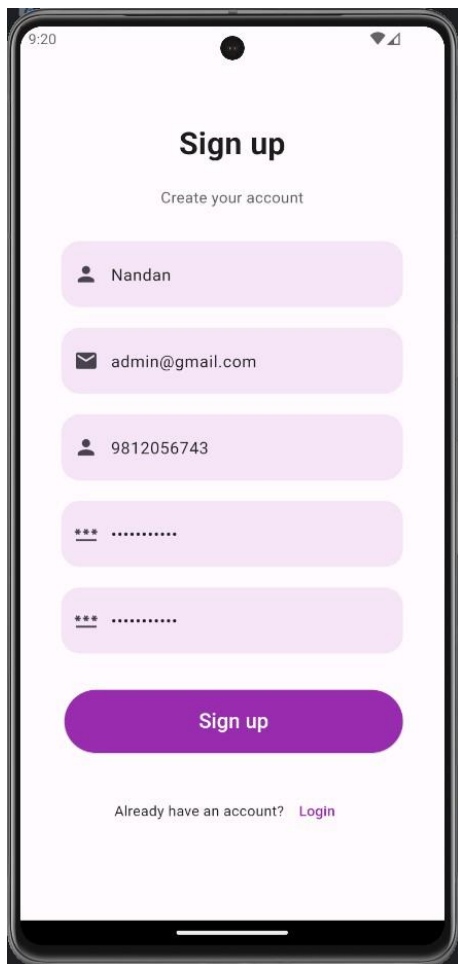 9:20
Sign up
Create your account
Nandan
admin@gmail.com
9812056743
*** ···········
*** ···········
Sign up
Already have an account? Login